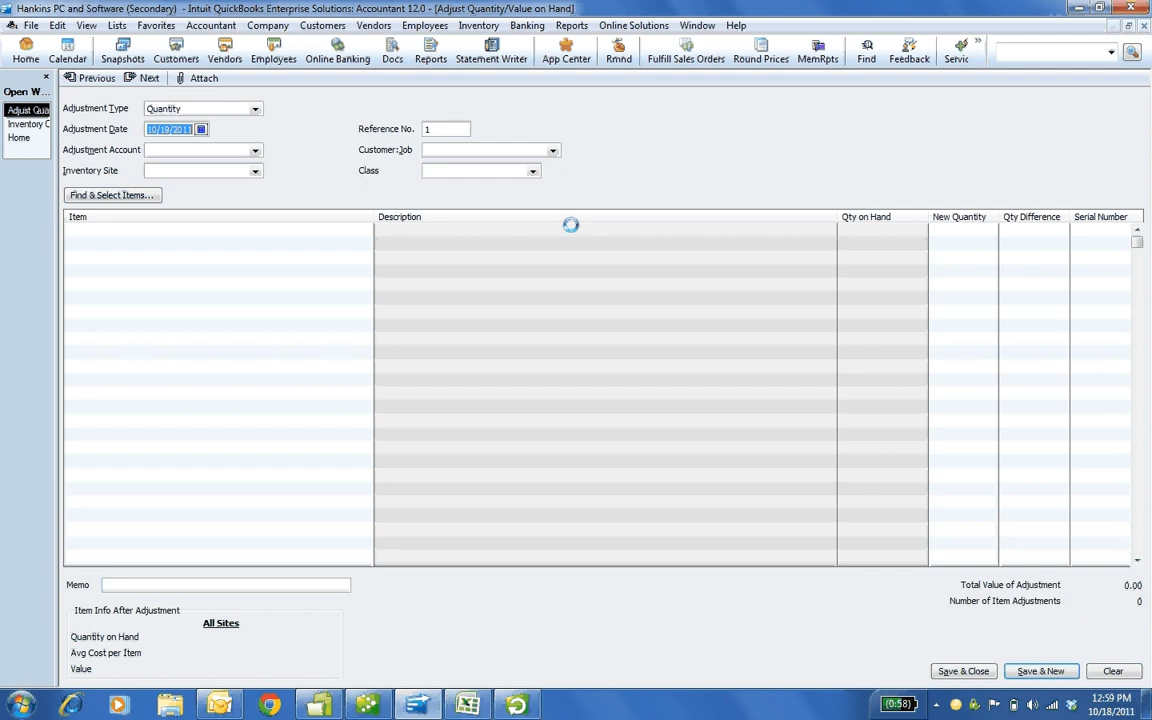 Hankins PC and Software (Secondary) - Intuit QuickBooks Enterprise Solutions: Accountant 12.0 - [Adjust Quantity/Value on Hand]
File Edit View Lists Favorites Accountant Company Customers Vendors Employees Inventory Banking Reports Online Solutions Window Help
Home Calendar Snapshots Customers Vendors Employees Online Banking Docs Reports Statement Writer App Center Rmnd Fulfill Sales Orders Round Prices MemRpts Find Feedback Servic »
Previous Next Attach
Open W...
Adjust Qua
Inventory C
Home
Adjustment Type Quantity
Adjustment Date 10/19/2011 Reference No. 1
Adjustment Account Customer:Job
Inventory Site Class
Find & Select Items...
Item Description Qty on Hand New Quantity Qty Difference Serial Number
Memo Total Value of Adjustment 0.00
Number of Item Adjustments 0
Item Info After Adjustment
All Sites
Quantity on Hand
Avg Cost per Item
Value
Save & Close Save & New Clear
(0:58) 12:59 PM
10/18/2011